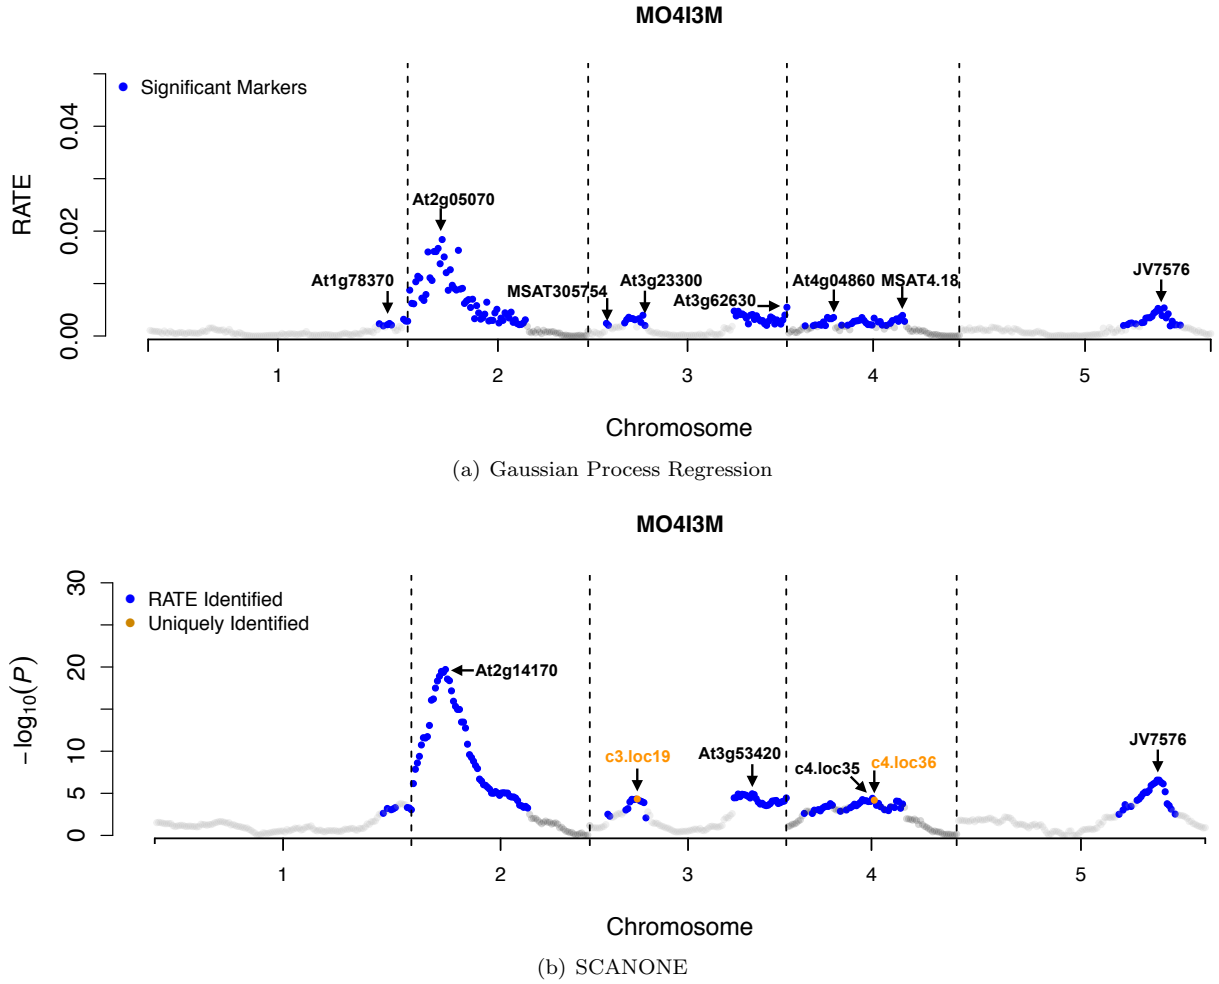 MO4I3M
Significant Markers
RATE
0.04
0.02
0.00
At2g05070
At1g78370
MSAT305754
At3g23300
At3g62630
At4g04860
MSAT4.18
JV7576
1 2 3 4 5
Chromosome
(a) Gaussian Process Regression
MO4I3M
RATE Identified
Uniquely Identified
−log10(P)
30
20
10
5
0
At2g14170
c3.loc19
At3g53420
c4.loc35
c4.loc36
JV7576
1 2 3 4 5
Chromosome
(b) SCANONE